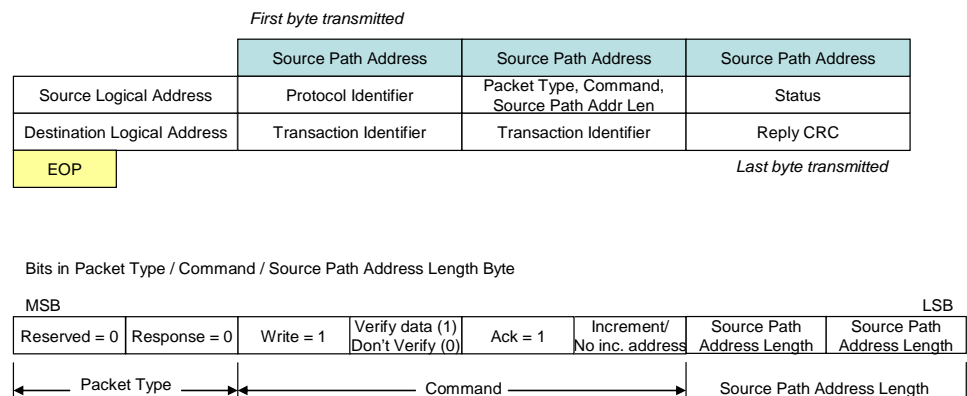 First byte transmitted
Source Path Address Source Path Address Source Path Address
Source Logical Address Protocol Identifier Packet Type, Command,
Source Path Addr Len Status
Destination Logical Address Transaction Identifier Transaction Identifier Reply CRC
EOP Last byte transmitted
Bits in Packet Type / Command / Source Path Address Length Byte
MSB LSB
Reserved = 0 Response = 0 Write = 1 Verify data (1)
Don't Verify (0) Ack = 1 Increment/
No inc. address Source Path
Address Length Source Path
Address Length
Packet Type Command Source Path Address Length